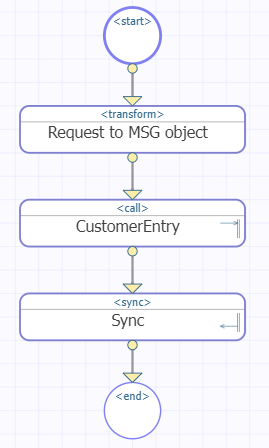 <start>
<transform>
Request to MSG object
<call>
CustomerEntry
<sync>
Sync
<end>